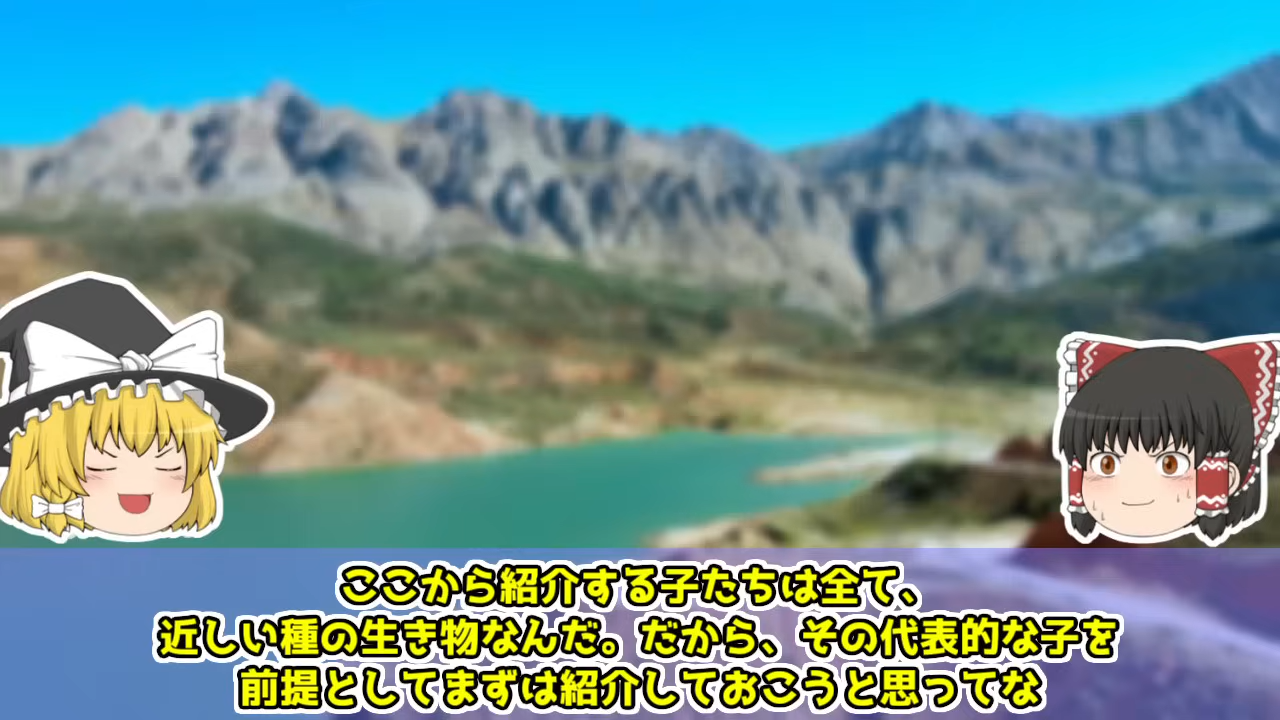 ここから紹介する子たちは全て、
近しい種の生き物なんだ。だから、その代表的な子を
前提としてまずは紹介しておこうと思ってな